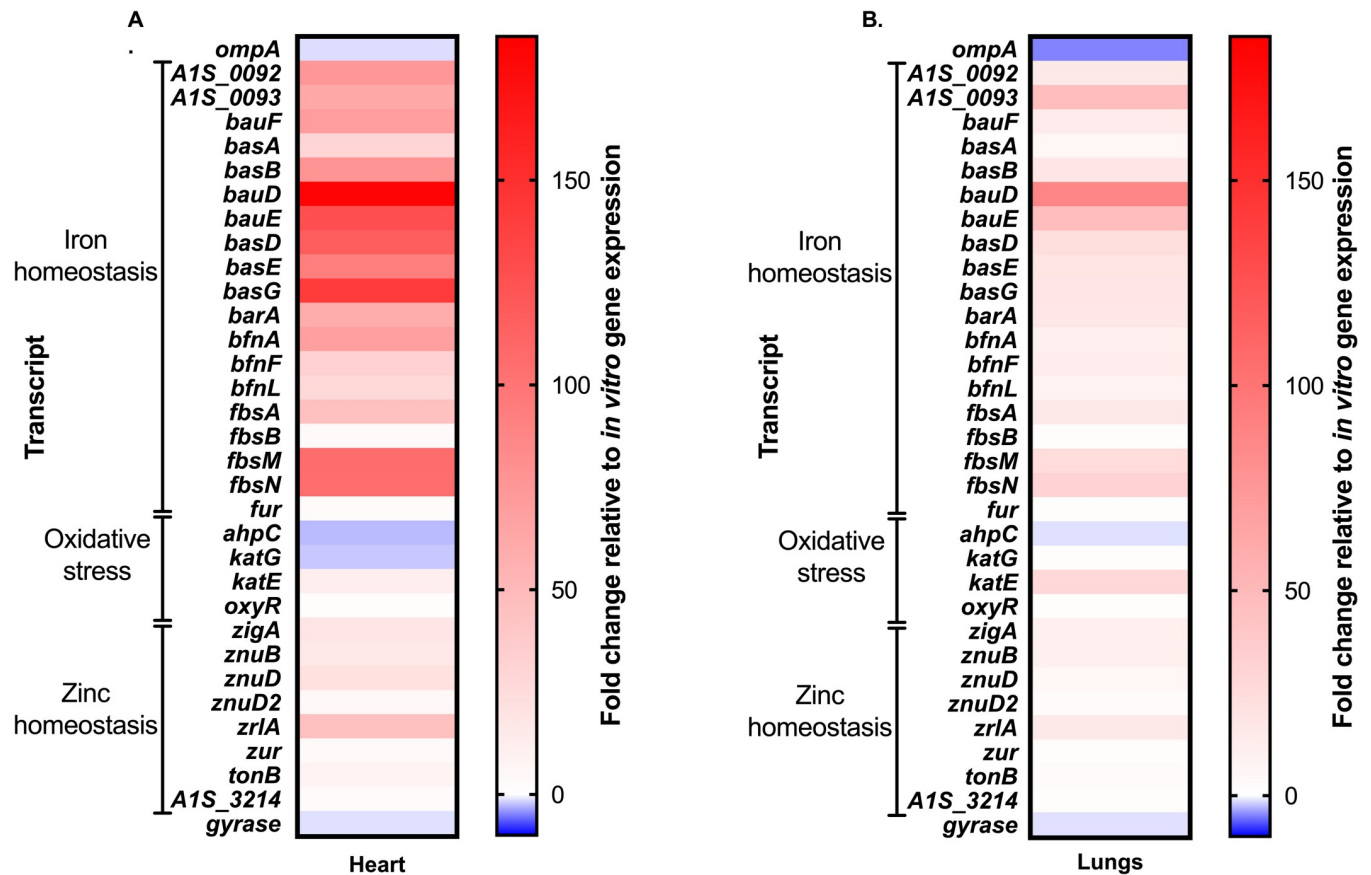 A
.
ompA
A1S_0092
A1S_0093
bauF
basA
basB
bauD
bauE
basD
basE
basG
barA
bfnA
bfnF
bfnL
fbsA
fbsB
fbsM
fbsN
fur
ahpC
katG
katE
oxyR
zigA
znuB
znuD
znuD2
zrlA
zur
tonB
A1S_3214
gyrase
Iron
homeostasis
Oxidative
stress
Zinc
homeostasis
Transcript
Heart
150
100
50
0
Fold change relative to in vitro gene expression
B.
ompA
A1S_0092
A1S_0093
bauF
basA
basB
bauD
bauE
basD
basE
basG
barA
bfnA
bfnF
bfnL
fbsA
fbsB
fbsM
fbsN
fur
ahpC
katG
katE
oxyR
zigA
znuB
znuD
znuD2
zrlA
zur
tonB
A1S_3214
gyrase
Iron
homeostasis
Oxidative
stress
Zinc
homeostasis
Transcript
Lungs
150
100
50
0
Fold change relative to in vitro gene expression